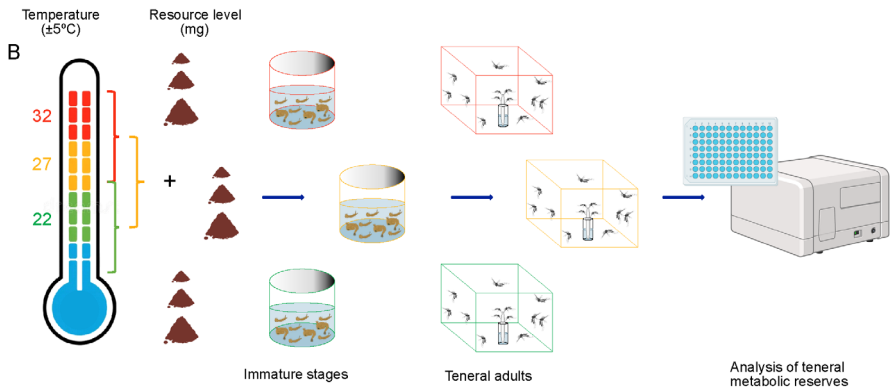 Temperature
(±5ºC)
Resource level
(mg)
B
32
27
+
22
Immature stages
Teneral adults
Analysis of teneral
metabolic reserves